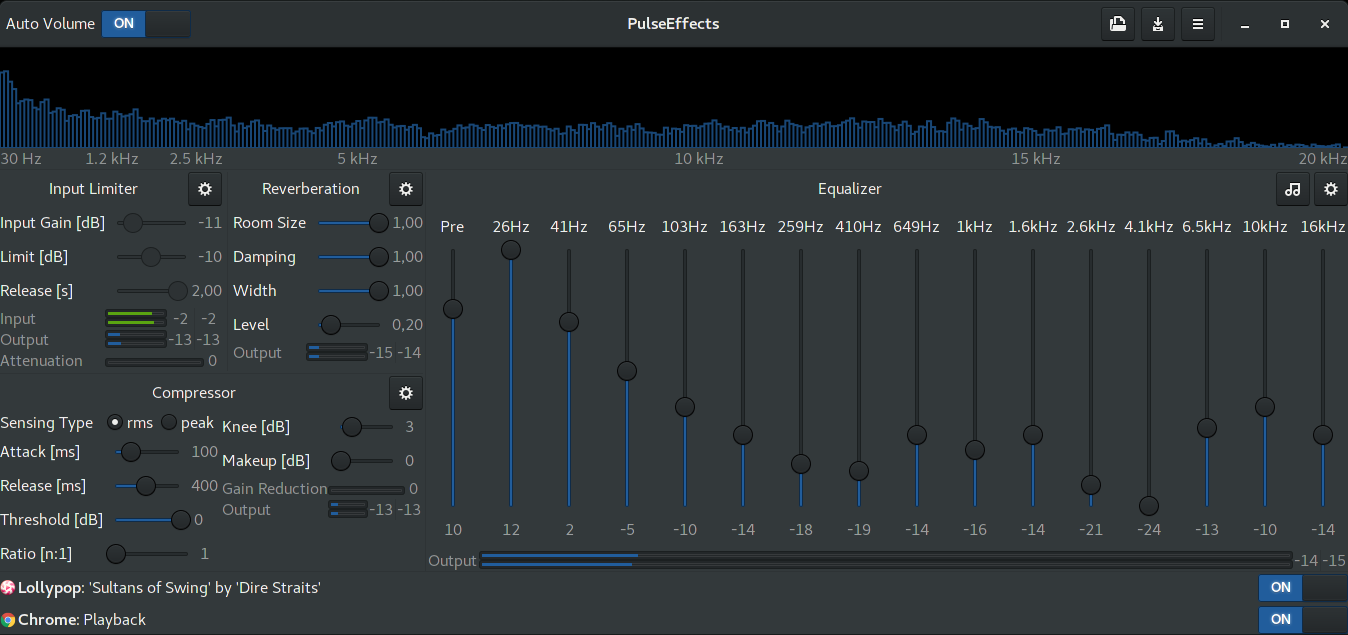 Auto Volume ON PulseEffects
30 Hz 1.2 kHz 2.5 kHz 5 kHz 10 kHz 15 kHz 20 kHz
Input Limiter
Input Gain [dB] -11
Limit [dB] -10
Release [s] 2,00
Input -2 -2
Output -13 -13
Attenuation 0
Reverberation
Room Size 1,00
Damping 1,00
Width 1,00
Level 0,20
Output -15 -14
Compressor
Sensing Type rms peak
Attack [ms] 100
Release [ms] 400
Threshold [dB] 0
Ratio [n:1] 1
Knee [dB] 3
Makeup [dB] 0
Gain Reduction 0
Output -13 -13
Equalizer
Pre 26Hz 41Hz 65Hz 103Hz 163Hz 259Hz 410Hz 649Hz 1kHz 1.6kHz 2.6kHz 4.1kHz 6.5kHz 10kHz 16kHz
10 12 2 -5 -10 -14 -18 -19 -14 -16 -14 -21 -24 -13 -10 -14
Output -14 -15
Lollypop: 'Sultans of Swing' by 'Dire Straits' ON
Chrome: Playback ON